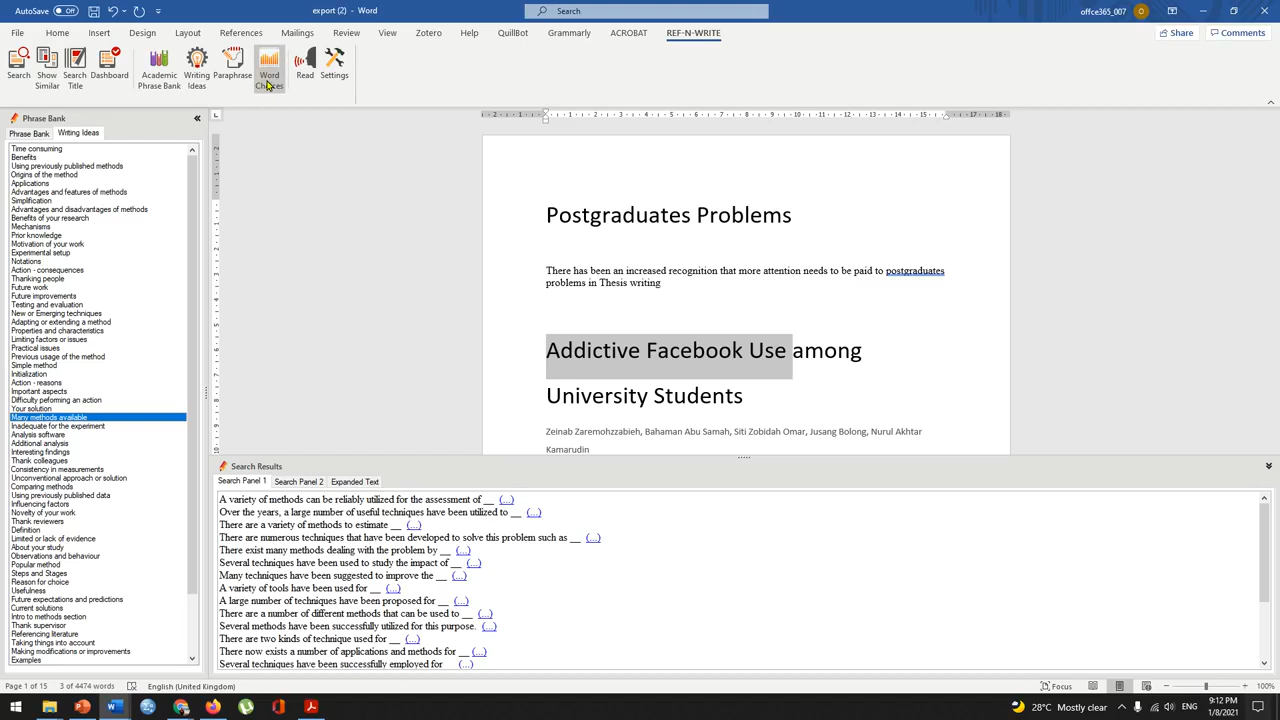 AutoSave Off export (2) - Word Search offce365_007
File Home Insert Design Layout References Mailings Review View Zotero Help QuillBot Grammarly ACROBAT REF-N-WRITE Share Comments
Search Show Similar Search Title Dashboard Academic Phrase Bank Writing Ideas Paraphrase Word Choices Read Settings
Phrase Bank
Phrase Bank Writing Ideas
Time consuming
Benefits
Using previously published methods
Origins of the method
Applications
Advantages and features of methods
Simplification
Advantages and disadvantages of methods
Benefits of your research
Mechanisms
Prior knowledge
Motivation of your work
Experimental setup
Notations
Action - consequences
Thanking people
Future work
Future improvements
Testing and evaluation
New or Emerging techniques
Adapting or extending a method
Properties and characteristics
Limiting factors or issues
Practical issues
Previous usage of the method
Simple method
Initialization
Action - reasons
Important aspects
Difficulty peforming an action
Your solution
Many methods available
Inadequate for the experiment
Analysis software
Additional analysis
Interesting findings
Thank colleagues
Consistency in measurements
Unconventional approach or solution
Comparing methods
Using previously published data
Influencing factors
Novelty of your work
Thank reviewers
Definition
Limited or lack of evidence
About your study
Observations and behaviour
Popular method
Steps and Stages
Reason for choice
Usefulness
Future expectations and predictions
Current solutions
Intro to methods section
Thank supervisor
Referencing literature
Taking things into account
Making modifications or improvements
Examples
Postgraduates Problems
There has been an increased recognition that more attention needs to be paid to postgraduates
problems in Thesis writing
Addictive Facebook Use among
University Students
Zeinab Zaremohzzabieh, Bahaman Abu Samah, Siti Zobidah Omar, Jusang Bolong, Nurul Akhtar
Kamarudin
Search Results
Search Panel 1 Search Panel 2 Expanded Text
A variety of methods can be reliably utilized for the assessment of __ (...)
Over the years, a large number of useful techniques have been utilized to __ (...)
There are a variety of methods to estimate __ (...)
There are numerous techniques that have been developed to solve this problem such as __ (...)
There exist many methods dealing with the problem by __ (...)
Several techniques have been used to study the impact of __ (...)
Many techniques have been suggested to improve the __ (...)
A variety of tools have been used for __ (...)
A large number of techniques have been proposed for __ (...)
There are a number of different methods that can be used to __ (...)
Several methods have been successfully utilized for this purpose. (...)
There are two kinds of technique used for __ (...)
There now exists a number of applications and methods for __ (...)
Several techniques have been successfully employed for __ (...)
Page 1 of 15 3 of 4474 words English (United Kingdom) Focus 100%
28°C Mostly clear 9:12 PM
1/8/2021